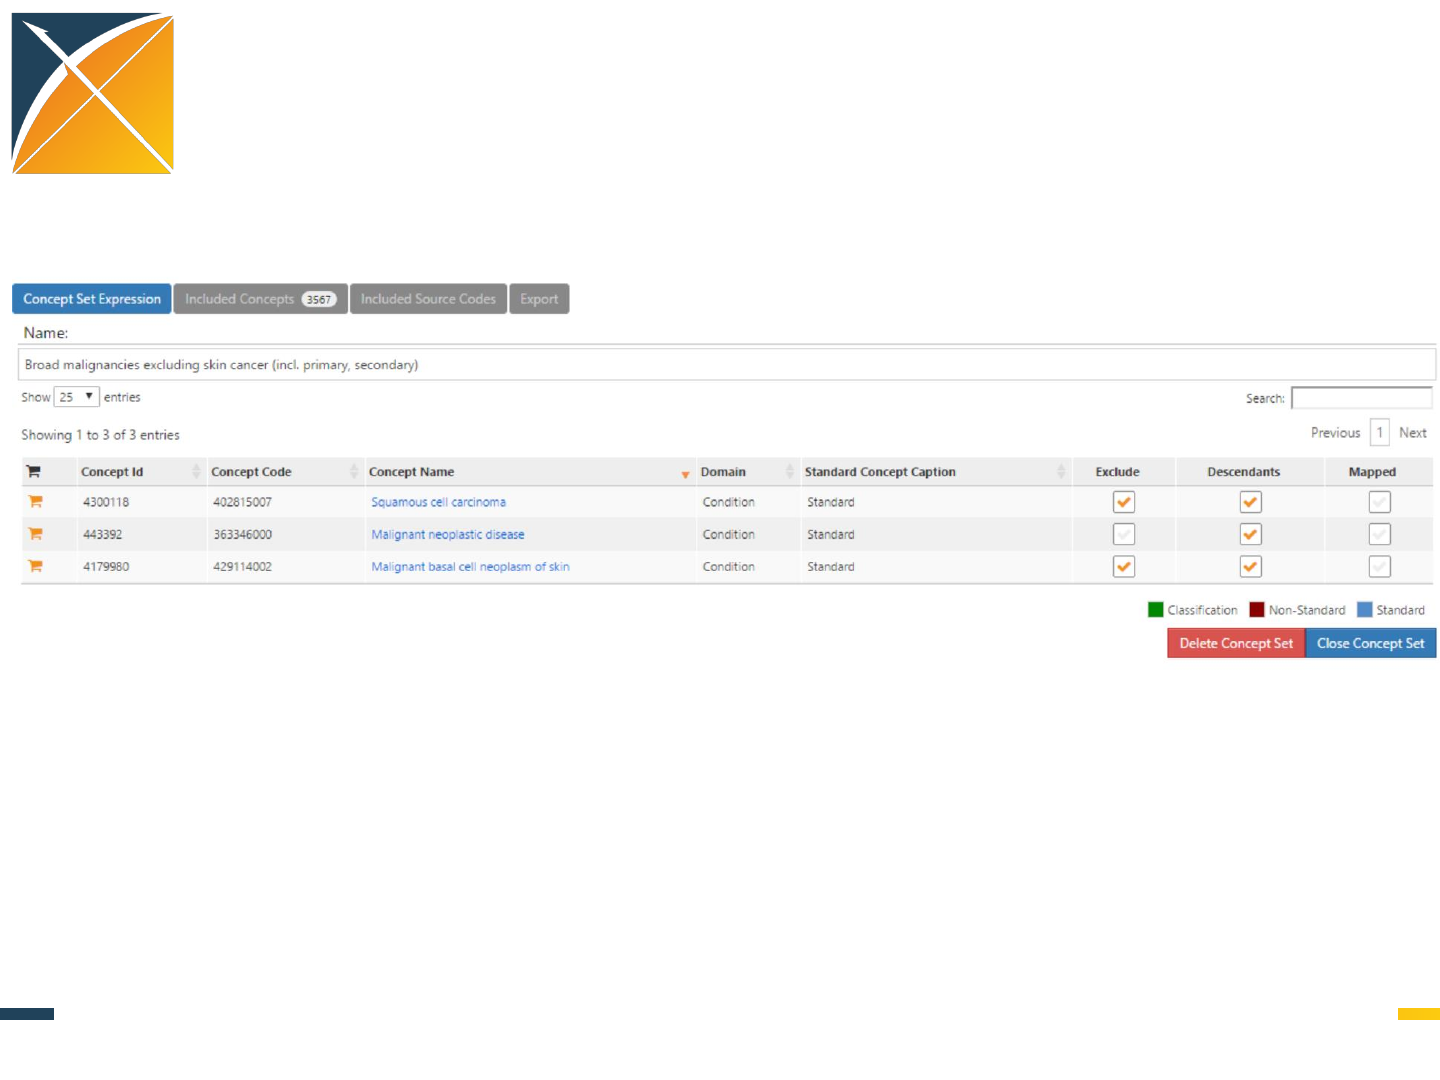 Concept Set Expression Included Concepts 3567 Included Source Codes Export
Name:
Broad malignancies excluding skin cancer (incl. primary, secondary)
Show 25 entries Search:
Showing 1 to 3 of 3 entries Previous 1 Next
Concept Id Concept Code Concept Name Domain Standard Concept Caption Exclude Descendants Mapped
4300118 402815007 Squamous cell carcinoma Condition Standard
443392 363346000 Malignant neoplastic disease Condition Standard
4179980 429114002 Malignant basal cell neoplasm of skin Condition Standard
Classification Non-Standard Standard
Delete Concept Set Close Concept Set